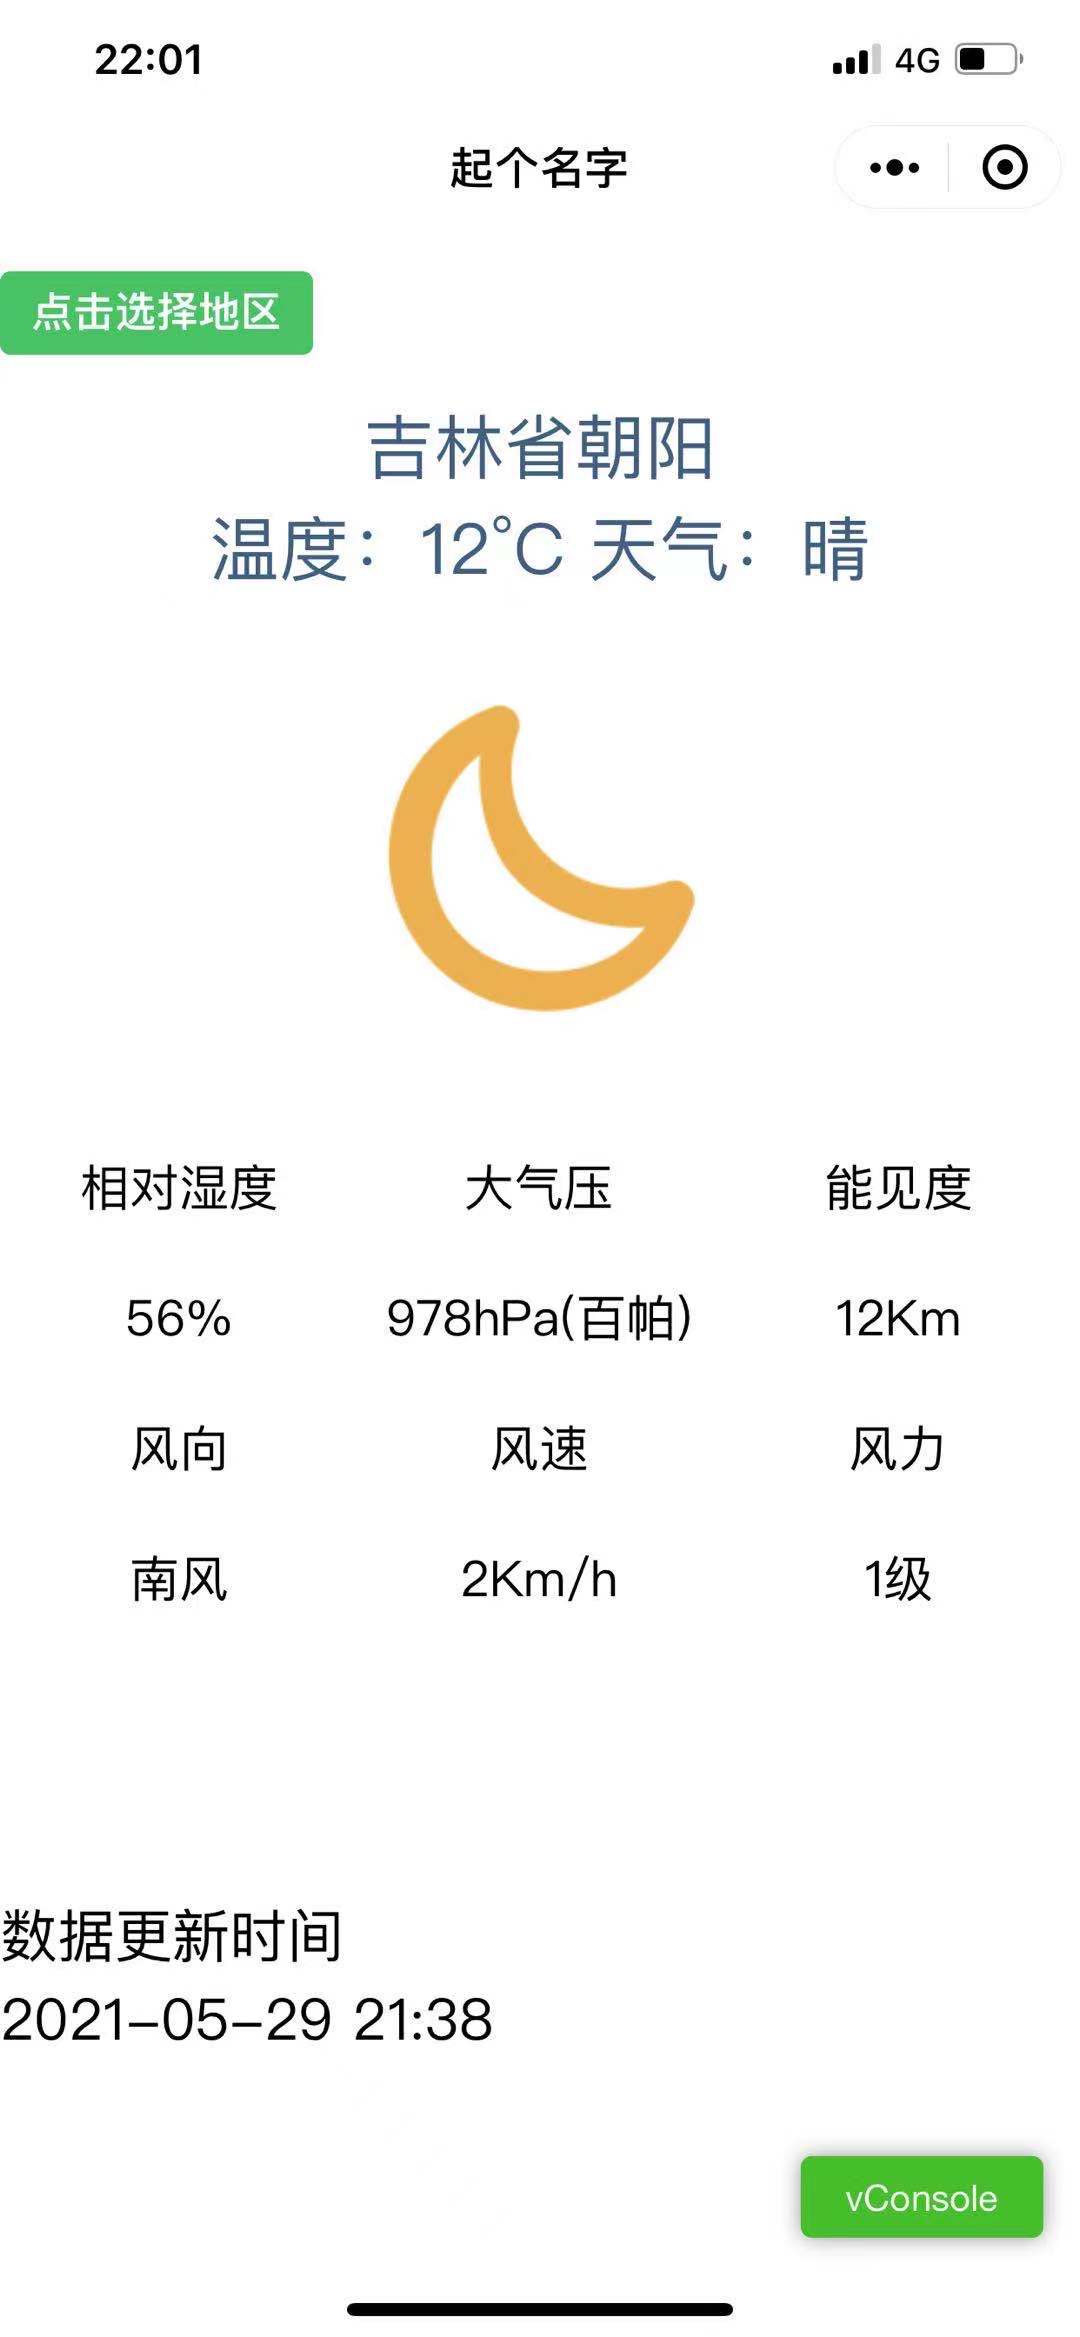 22:01 4G
起个名字
点击选择地区
吉林省朝阳
温度：12℃ 天气：晴
相对湿度 大气压 能见度
56% 978hPa(百帕) 12Km
风向 风速 风力
南风 2Km/h 1级
数据更新时间
2021-05-29 21:38
vConsole